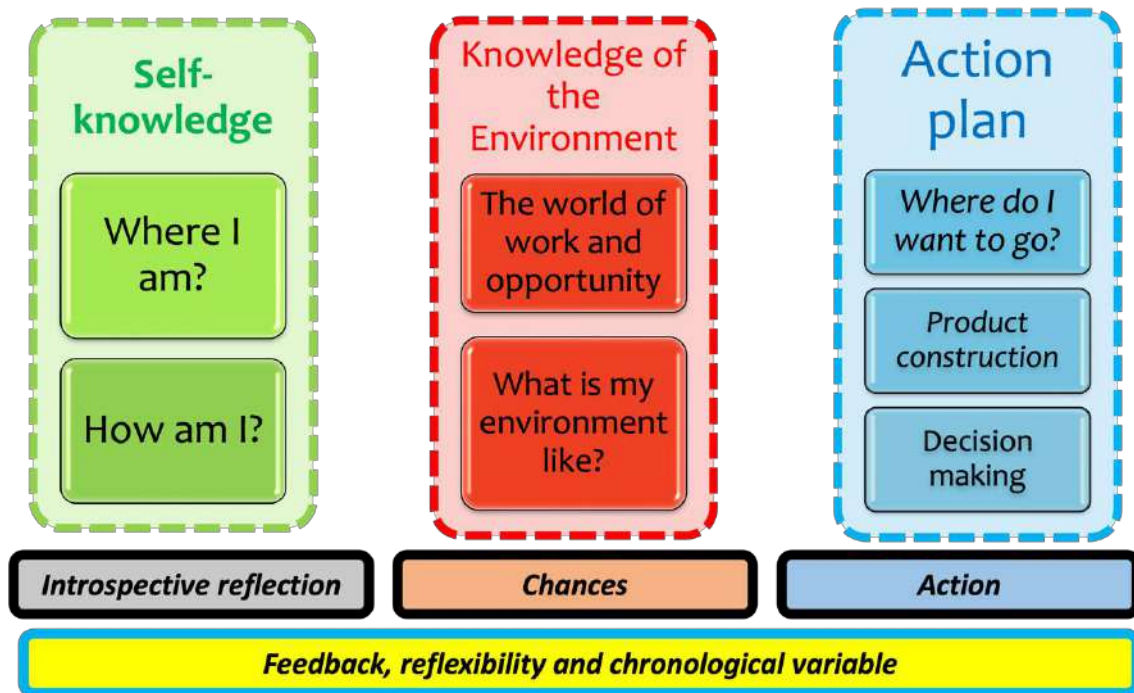 Self-
knowledge
Where I
am?
How am I?
Knowledge of
the
Environment
The world of
work and
opportunity
What is my
environment
like?
Action
plan
Where do I
want to go?
Product
construction
Decision
making
Introspective reflection
Chances
Action
Feedback, reflexibility and chronological variable